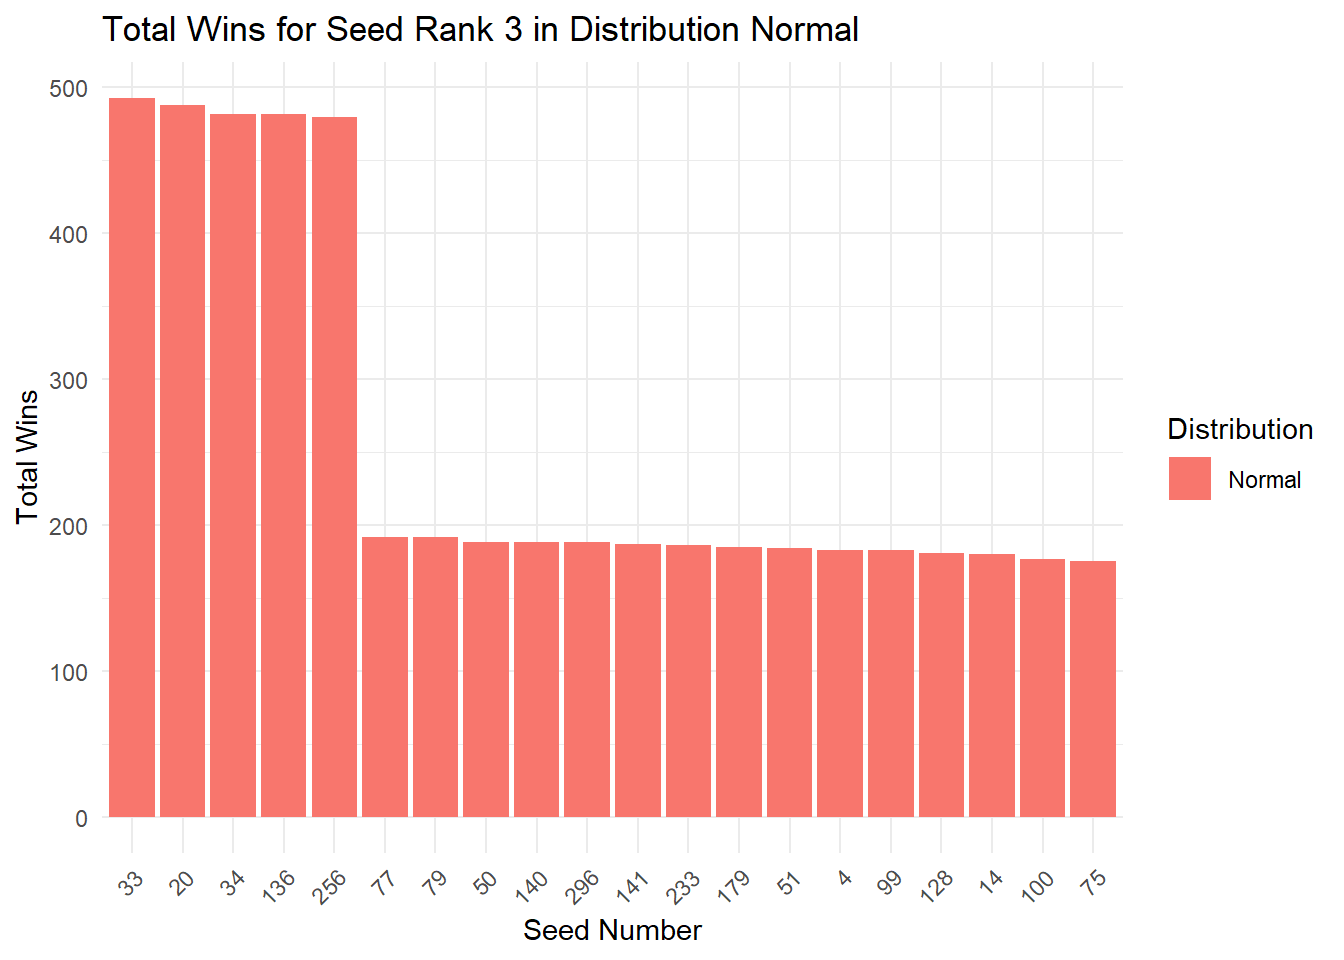 Total Wins for Seed Rank 3 in Distribution Normal
500
400
300
200
100
0
Total Wins
33 20 34 136 256 77 79 50 140 296 141 233 179 51 4 99 128 14 100 75
Seed Number
Distribution
Normal